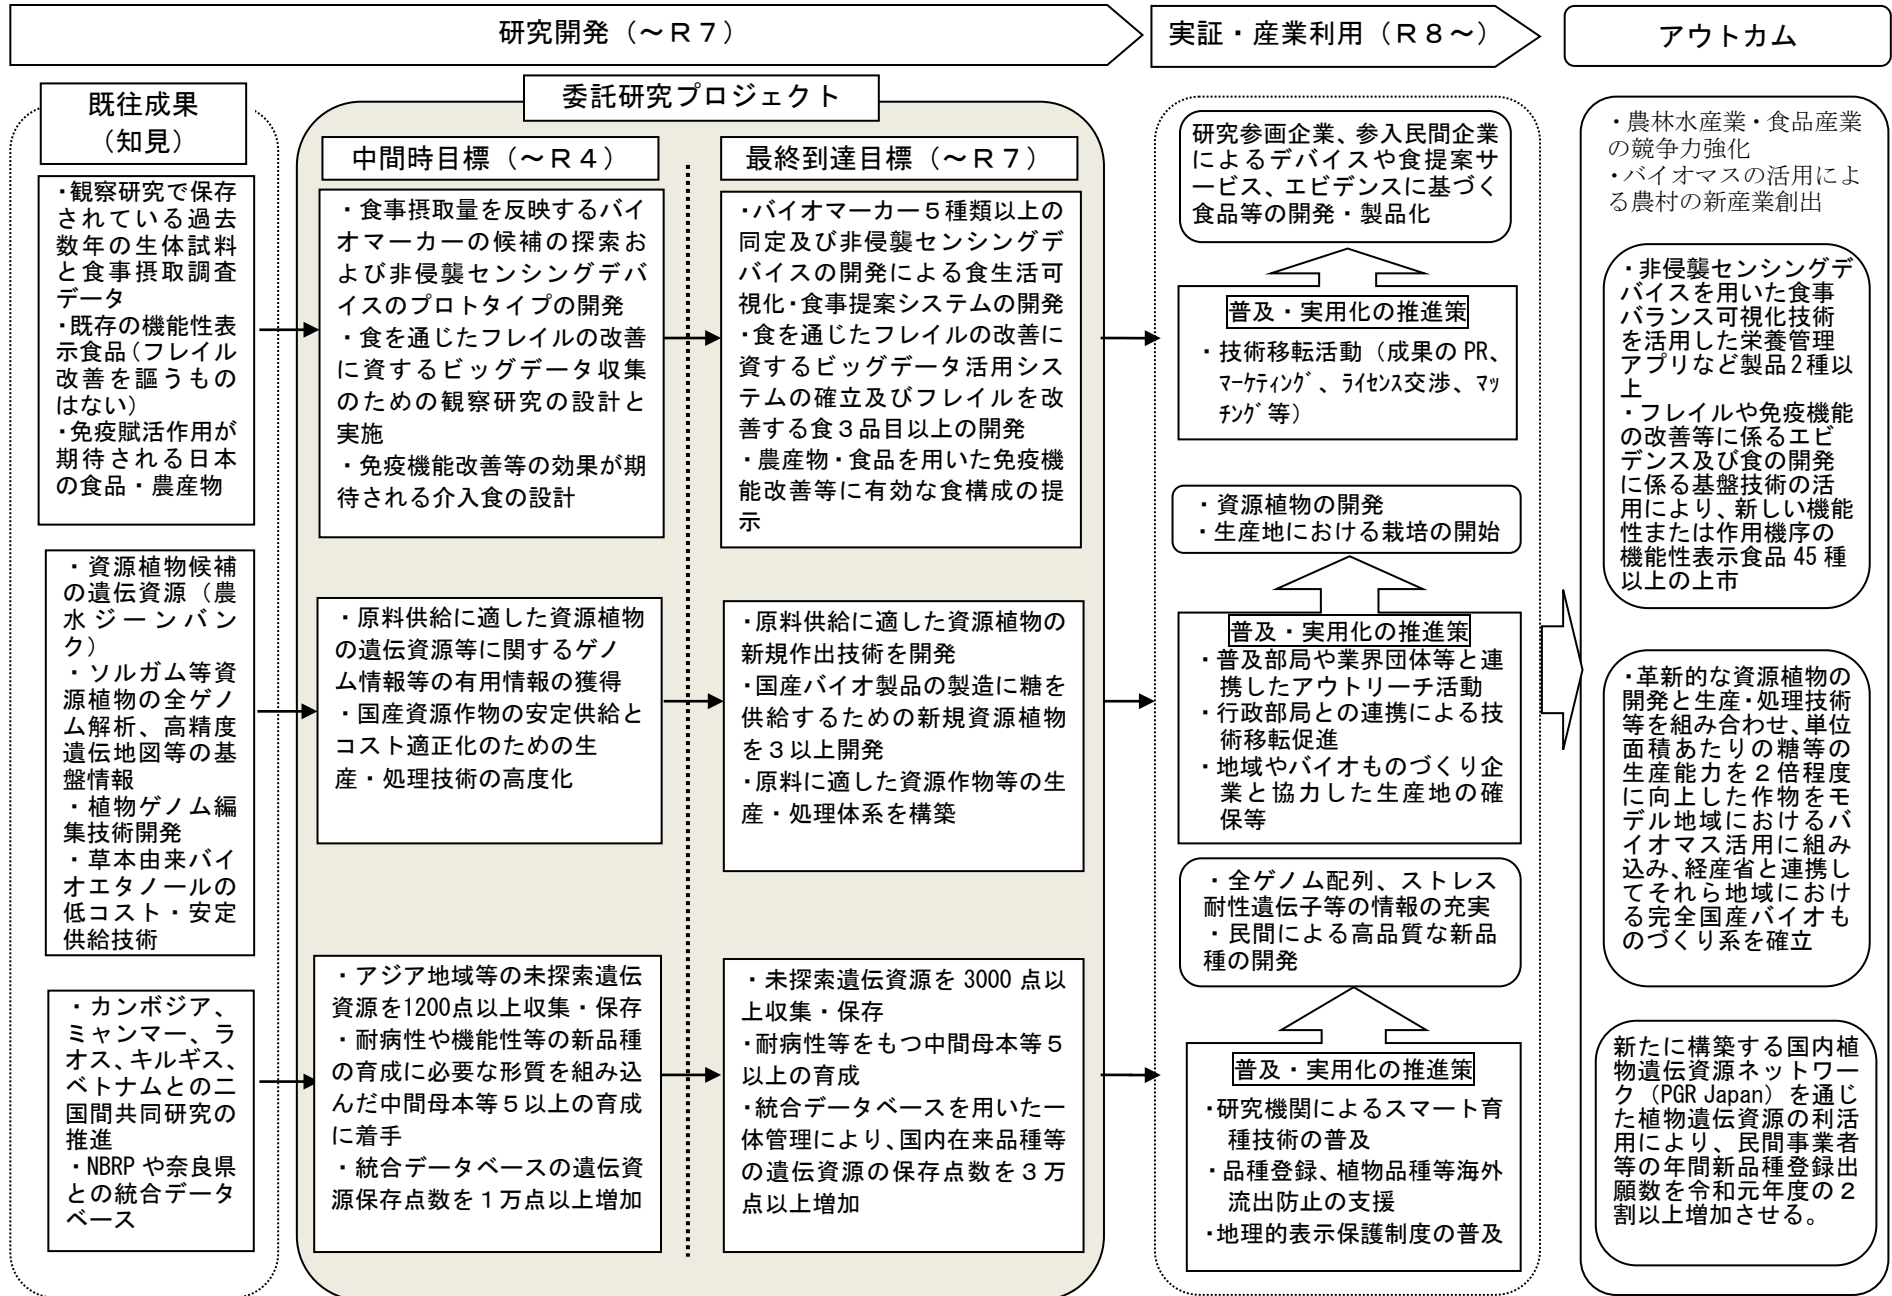 研究開発（～Ｒ７）
実証・産業利用（Ｒ８～）
アウトカム
既往成果
（知見）
・観察研究で保存
されている過去
数年の生体試料
と食事摂取調査
データ
・既存の機能性表
示食品（フレイル
改善を謳うもの
はない）
・免疫賦活作用が
期待される日本
の食品・農産物
・資源植物候補
の遺伝資源（農
水ジーンバン
ク）
・ソルガム等資
源植物の全ゲノ
ム解析、高精度
遺伝地図等の基
盤情報
・植物ゲノム編
集技術開発
・草本由来バイ
オエタノールの
低コスト・安定
供給技術
・カンボジア、
ミャンマー、ラ
オス、キルギス、
ベトナムとの二
国間共同研究の
推進
・NBRP や奈良県
との統合データ
ベース
委託研究プロジェクト
中間時目標（～Ｒ４）
・食事摂取量を反映するバイ
オマーカーの候補の探索お
よび非侵襲センシングデバ
イスのプロトタイプの開発
・食を通じたフレイルの改善
に資するビッグデータ収集
のための観察研究の設計と
実施
・免疫機能改善等の効果が期
待される介入食の設計
・原料供給に適した資源植物
の遺伝資源等に関するゲノ
ム情報等の有用情報の獲得
・国産資源作物の安定供給と
コスト適正化のための生
産・処理技術の高度化
・アジア地域等の未探索遺伝
資源を1200点以上収集・保存
・耐病性や機能性等の新品種
の育成に必要な形質を組み込
んだ中間母本等５以上の育成
に着手
・統合データベースの遺伝資
源保存点数を１万点以上増加
最終到達目標（～Ｒ７）
・バイオマーカー５種類以上の
同定及び非侵襲センシングデ
バイスの開発による食生活可
視化・食事提案システムの開発
・食を通じたフレイルの改善に
資するビッグデータ活用シス
テムの確立及びフレイルを改
善する食３品目以上の開発
・農産物・食品を用いた免疫機
能改善等に有効な食構成の提
示
・原料供給に適した資源植物の
新規作出技術を開発
・国産バイオ製品の製造に糖を
供給するための新規資源植物
を３以上開発
・原料に適した資源作物等の生
産・処理体系を構築
・未探索遺伝資源を 3000 点以
上収集・保存
・耐病性等をもつ中間母本等５
以上の育成
・統合データベースを用いた一
体管理により、国内在来品種等
の遺伝資源の保存点数を３万
点以上増加
研究参画企業、参入民間企業
によるデバイスや食提案サ
ービス、エビデンスに基づく
食品等の開発・製品化
普及・実用化の推進策
・技術移転活動（成果の PR、
ﾏｰｹﾃｨﾝｸﾞ、ﾗｲｾﾝｽ交渉、ﾏｯ
ﾁﾝｸﾞ等）
・資源植物の開発
・生産地における栽培の開始
普及・実用化の推進策
・普及部局や業界団体等と連
携したアウトリーチ活動
・行政部局との連携による技
術移転促進
・地域やバイオものづくり企
業と協力した生産地の確
保等
・全ゲノム配列、ストレス
耐性遺伝子等の情報の充実
・民間による高品質な新品
種の開発
普及・実用化の推進策
・研究機関によるスマート育
種技術の普及
・品種登録、植物品種等海外
流出防止の支援
・地理的表示保護制度の普及
・農林水産業・食品産業
の競争力強化
・バイオマスの活用によ
る農村の新産業創出
・非侵襲センシングデ
バイスを用いた食事
バランス可視化技術
を活用した栄養管理
アプリなど製品２種以
上
・フレイルや免疫機能
の改善等に係るエビ
デンス及び食の開発
に係る基盤技術の活
用により、新しい機能
性または作用機序の
機能性表示食品 45 種
以上の上市
・革新的な資源植物の
開発と生産・処理技術
等を組み合わせ、単位
面積あたりの糖等の
生産能力を２倍程度
に向上した作物をモ
デル地域におけるバ
イオマス活用に組み
込み、経産省と連携し
てそれら地域におけ
る完全国産バイオも
のづくり系を確立
新たに構築する国内植
物遺伝資源ネットワー
ク（PGR Japan）を通じ
た植物遺伝資源の利活
用により、民間事業者
等の年間新品種登録出
願数を令和元年度の２
割以上増加させる。